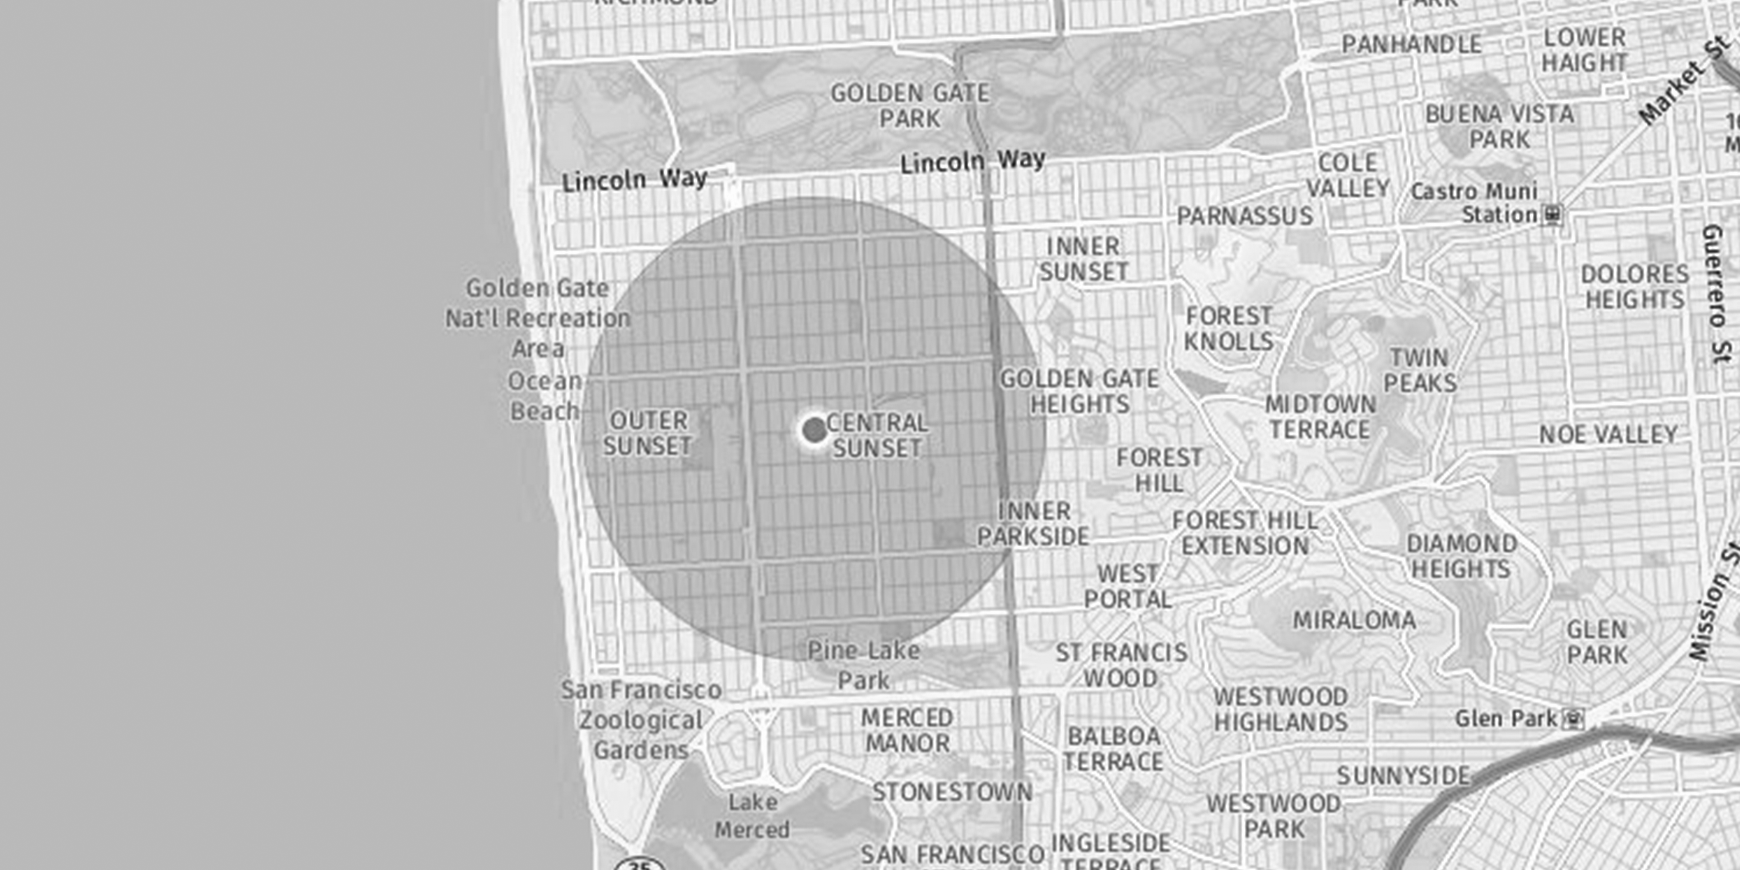 RICHMOND
PARK
PANHANDLE
LOWER
HAIGHT
Market St
GOLDEN GATE
PARK
BUENA VISTA
PARK
Lincoln Way
Lincoln Way
COLE
VALLEY
Castro Muni
Station
PARNASSUS
Guerrero St
INNER
SUNSET
DOLORES
HEIGHTS
Golden Gate
Nat'l Recreation
Area
FOREST
KNOLLS
TWIN
PEAKS
Ocean
Beach
GOLDEN GATE
HEIGHTS
MIDTOWN
TERRACE
OUTER
SUNSET
CENTRAL
SUNSET
NOE VALLEY
FOREST
HILL
INNER
PARKSIDE
FOREST HILL
EXTENSION
DIAMOND
HEIGHTS
WEST
PORTAL
Mission St
MIRALOMA
GLEN
PARK
Pine Lake
Park
ST FRANCIS
WOOD
San Francisco
Zoological
Gardens
WESTWOOD
HIGHLANDS
Glen Park
MERCED
MANOR
BALBOA
TERRACE
SUNNYSIDE
STONESTOWN
Lake
Merced
WESTWOOD
PARK
SAN FRANCISCO
INGLESIDE
TERRACE
35